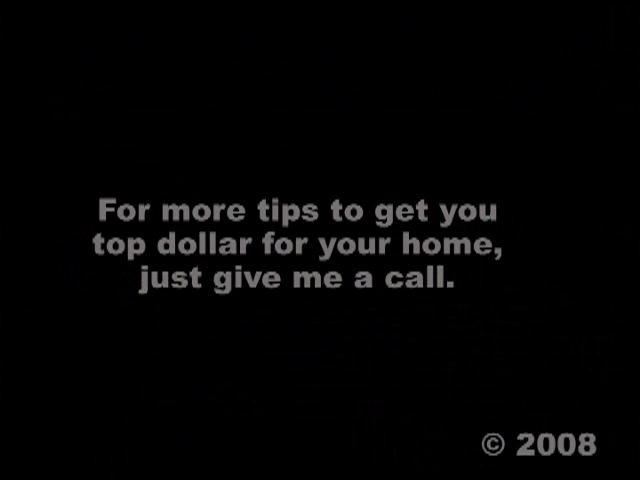 For more tips to get you
top dollar for your home,
just give me a call.
© 2008